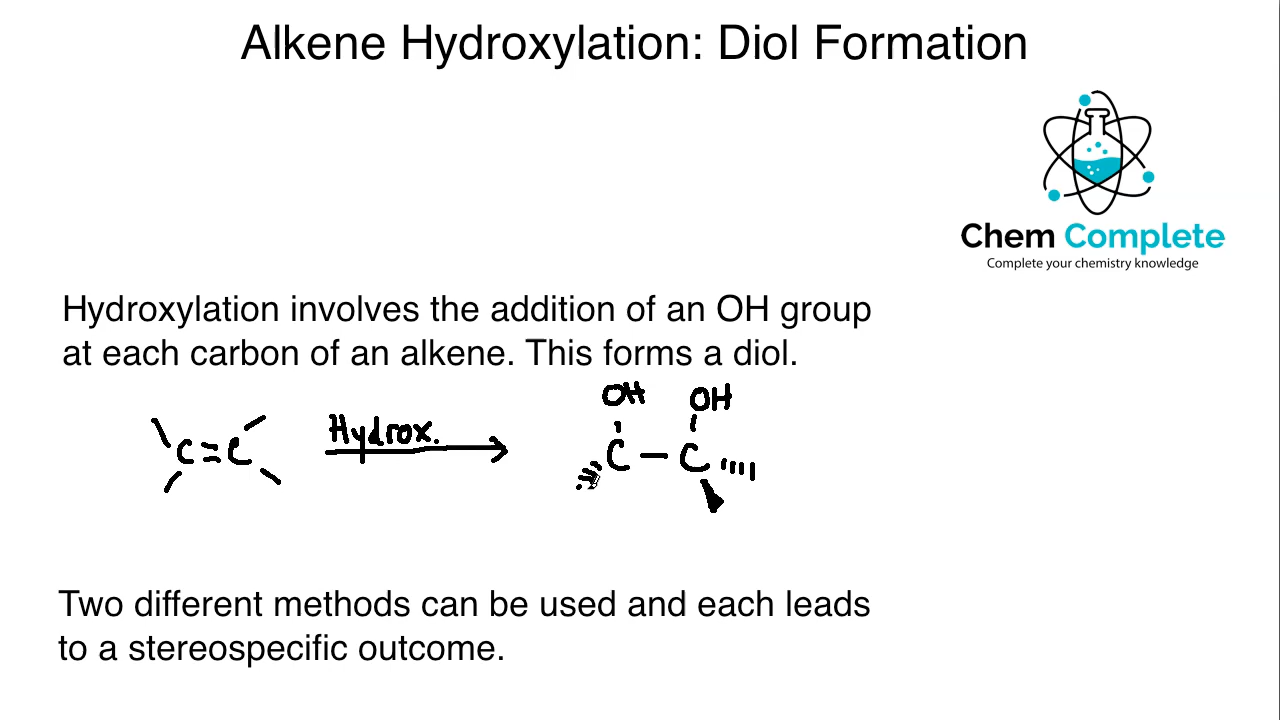 Alkene Hydroxylation: Diol Formation
Chem Complete
Complete your chemistry knowledge
Hydroxylation involves the addition of an OH group
at each carbon of an alkene. This forms a diol.
OH OH
C=C Hydrox. C - C
Two different methods can be used and each leads
to a stereospecific outcome.